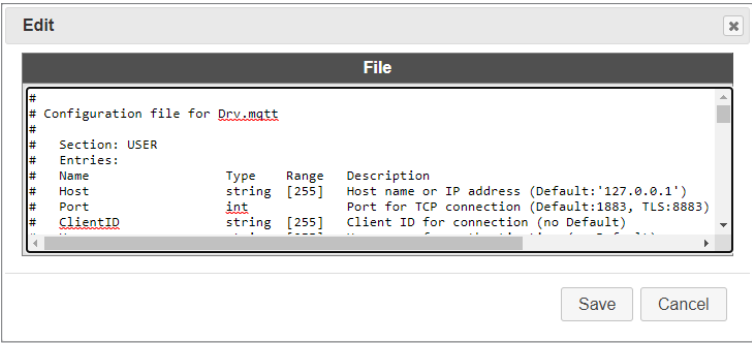 Edit
File
#
# Configuration file for Drv.mqtt
#
#   Section: USER
#   Entries:
#   Name                 Type    Range   Description
#   Host                 string  [255]   Host name or IP address (Default:'127.0.0.1')
#   Port                 int             Port for TCP connection (Default:1883, TLS:8883)
#   ClientID             string  [255]   Client ID for connection (no Default)
Save Cancel